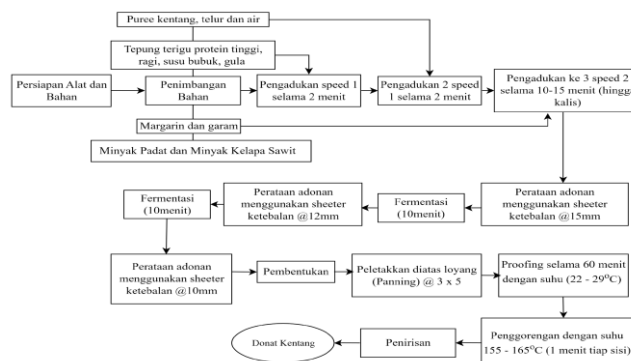 Puree kentang, telur dan air
Tepung terigu protein tinggi,
ragi, susu bubuk, gula
Persiapan Alat dan
Bahan
Penimbangan
Bahan
Pengadukan speed 1
selama 2 menit
Pengadukan 2 speed
1 selama 2 menit
Pengadukan ke 3 speed 2
selama 10-15 menit (hingga
kalis)
Margarin dan garam
Minyak Padat dan Minyak Kelapa Sawit
Fermentasi
(10menit)
Perataan adonan
menggunakan sheeter
ketebalan @12mm
Fermentasi
(10menit)
Perataan adonan
menggunakan sheeter
ketebalan @15mm
Perataan adonan
menggunakan sheeter
ketebalan @10mm
Pembentukan
Peletakkan diatas loyang
(Panning) @ 3 x 5
Proofing selama 60 menit
dengan suhu (22 - 29°C)
Donat Kentang
Penirisan
Penggorengan dengan suhu
155 - 165°C (1 menit tiap sisi)